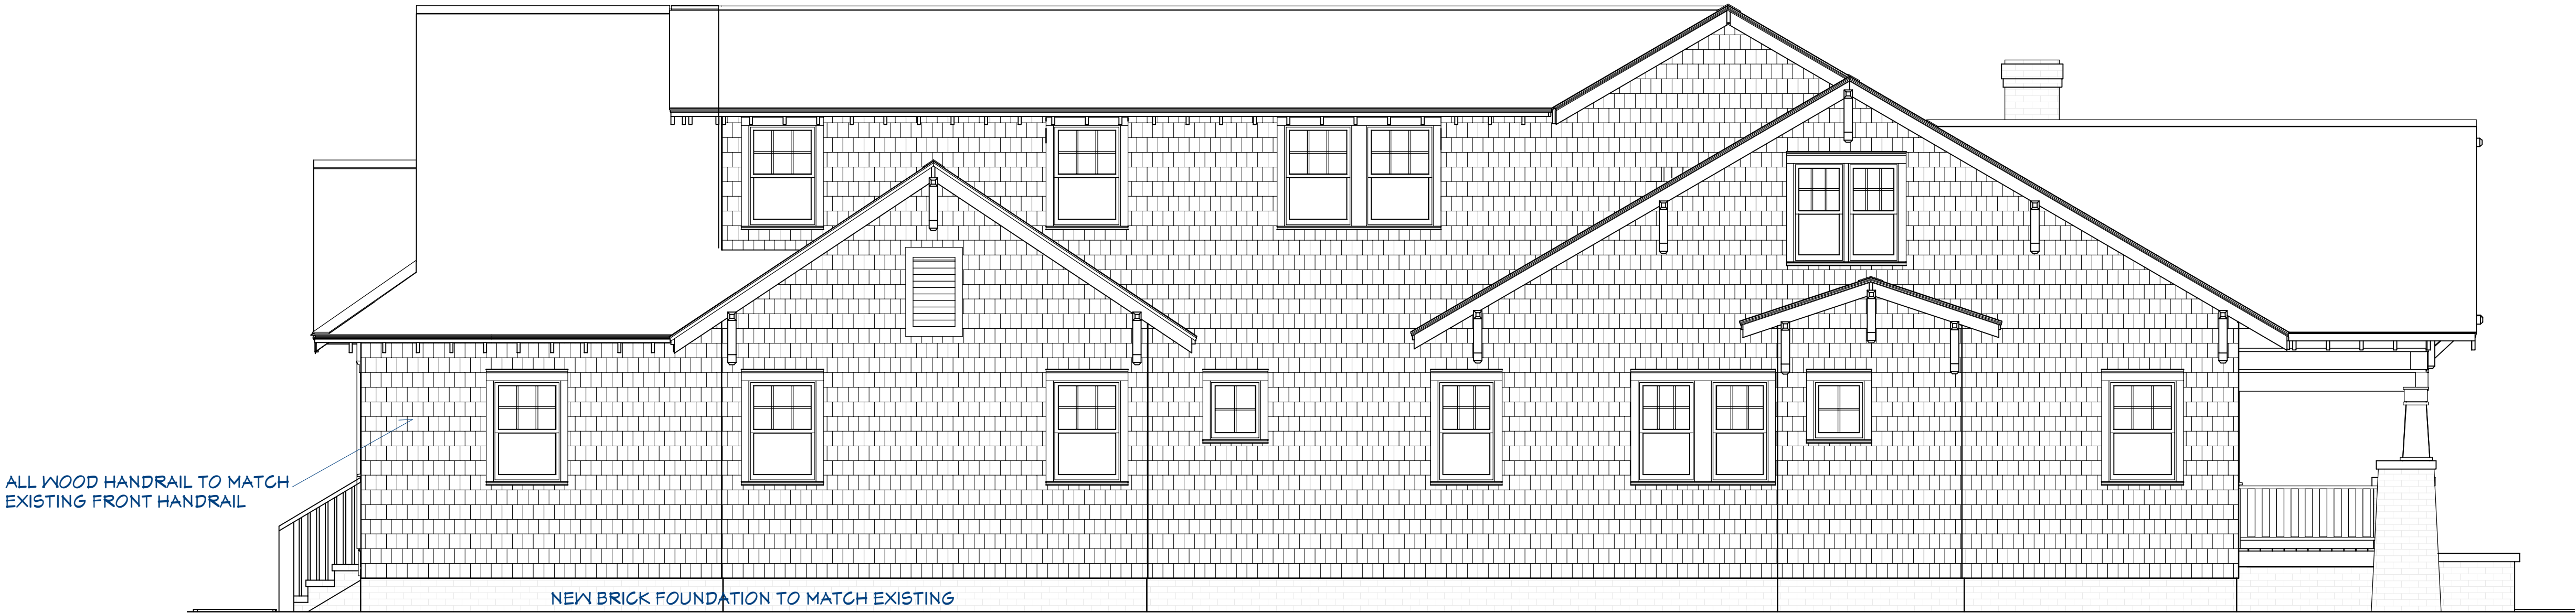 ALL WOOD HANDRAIL TO MATCH
EXISTING FRONT HANDRAIL
NEW BRICK FOUNDATION TO MATCH EXISTING